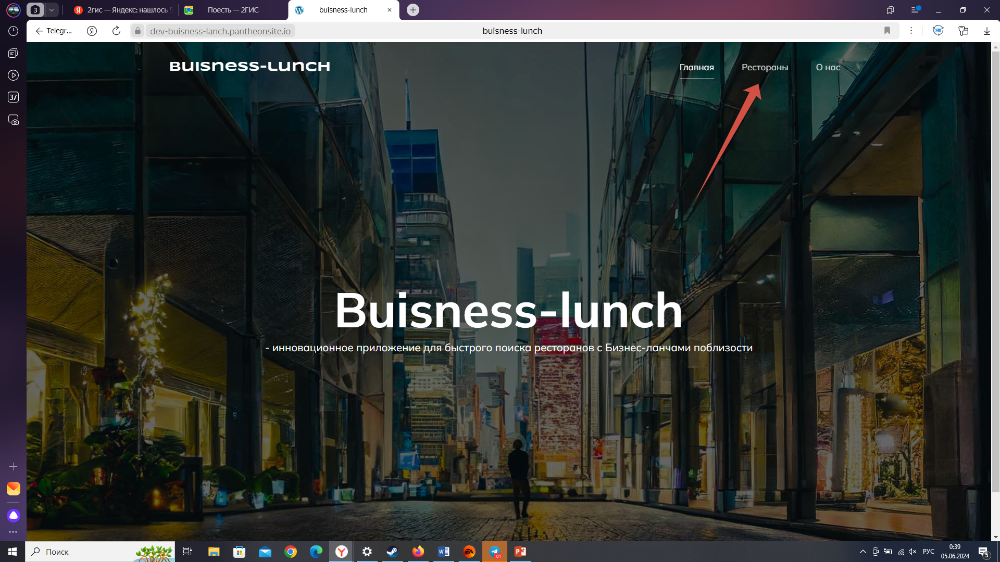 3
2гис — Яндекс: нашлось 5
Поесть — 2ГИС
buisness-lunch
Telegr...
dev-buisness-lanch.pantheonsite.io
buisness-lunch
37
BUISNESS-LUNCH
Главная
Рестораны
О нас
Buisness-lunch
- инновационное приложение для быстрого поиска ресторанов с Бизнес-ланчами поблизости
Поиск
EA
.01
РУС
0:39
05.06.2024
5